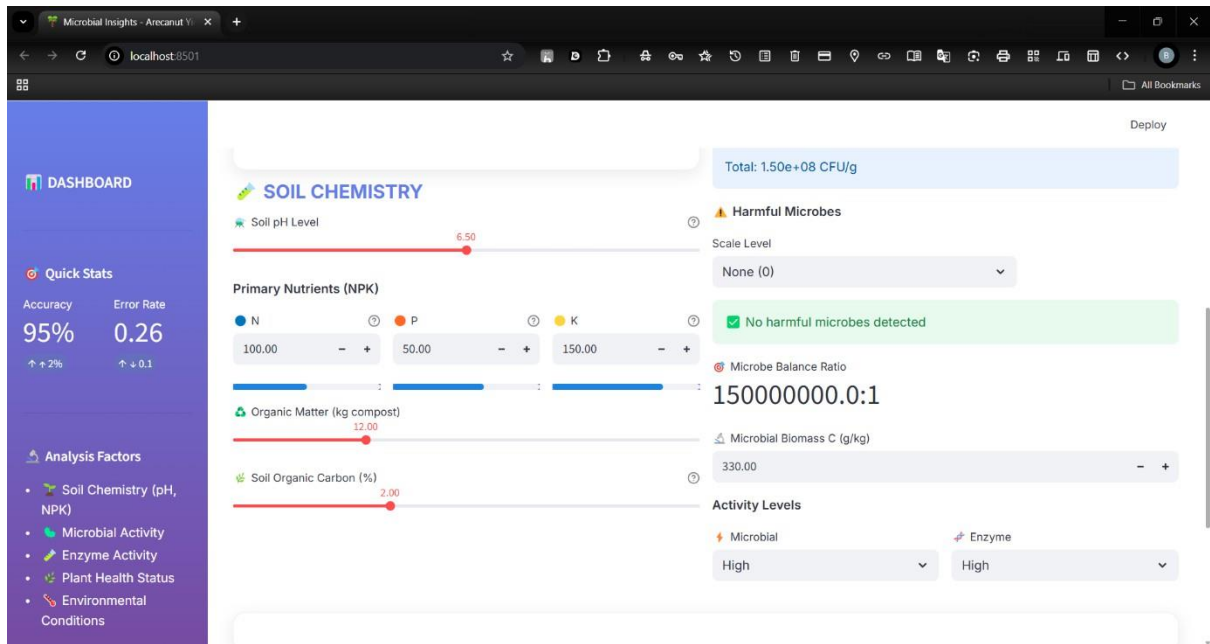 Microbial Insights - Arecanut Yi
localhost:8501
All Bookmarks
Deploy
DASHBOARD
Quick Stats
Accuracy Error Rate
95% 0.26
↑ ↑ 2% ↑ ↓ 0.1
Analysis Factors
• Soil Chemistry (pH,
NPK)
• Microbial Activity
• Enzyme Activity
• Plant Health Status
• Environmental
Conditions
SOIL CHEMISTRY
Soil pH Level
6.50
Primary Nutrients (NPK)
N P K
100.00 - + 50.00 - + 150.00 - +
Organic Matter (kg compost)
12.00
Soil Organic Carbon (%)
2.00
Total: 1.50e+08 CFU/g
Harmful Microbes
Scale Level
None (0)
No harmful microbes detected
Microbe Balance Ratio
150000000.0:1
Microbial Biomass C (g/kg)
330.00 - +
Activity Levels
Microbial Enzyme
High High